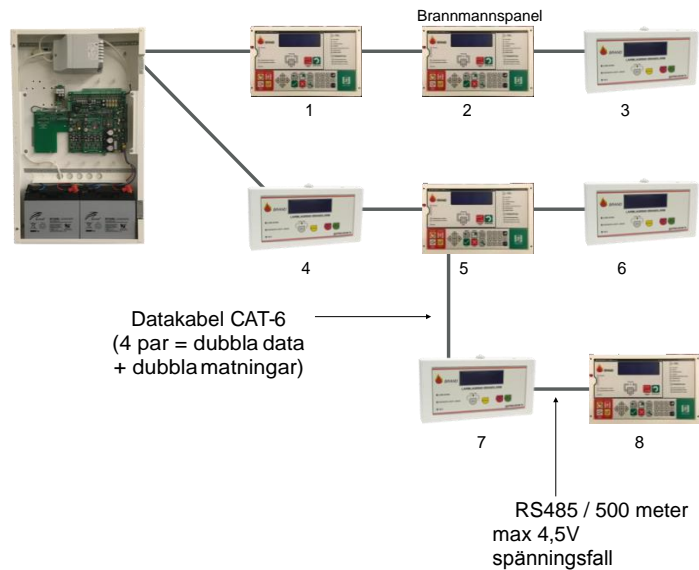 Brannmannspanel
1
2
3
4
5
6
Datakabel CAT-6
(4 par = dubbla data
+ dubbla matningar)
7
8
RS485 / 500 meter
max 4,5V
spänningsfall